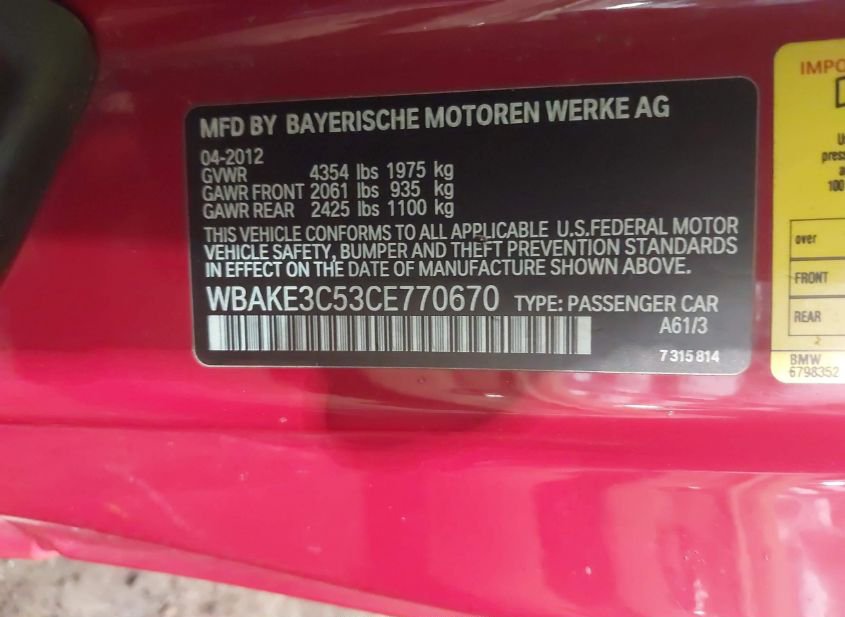 MFD BY BAYERISCHE MOTOREN WERKE AG
04-2012
GVWR 4354 lbs 1975 kg
GAWR FRONT 2061 lbs 935 kg
GAWR REAR 2425 lbs 1100 kg
THIS VEHICLE CONFORMS TO ALL APPLICABLE U.S.FEDERAL MOTOR
VEHICLE SAFETY, BUMPER AND THEFT PREVENTION STANDARDS
IN EFFECT ON THE DATE OF MANUFACTURE SHOWN ABOVE.
WBAKE3C53CE770670 TYPE: PASSENGER CAR
A61/3
7 315 814
over
FRONT
REAR
BMW
6798352